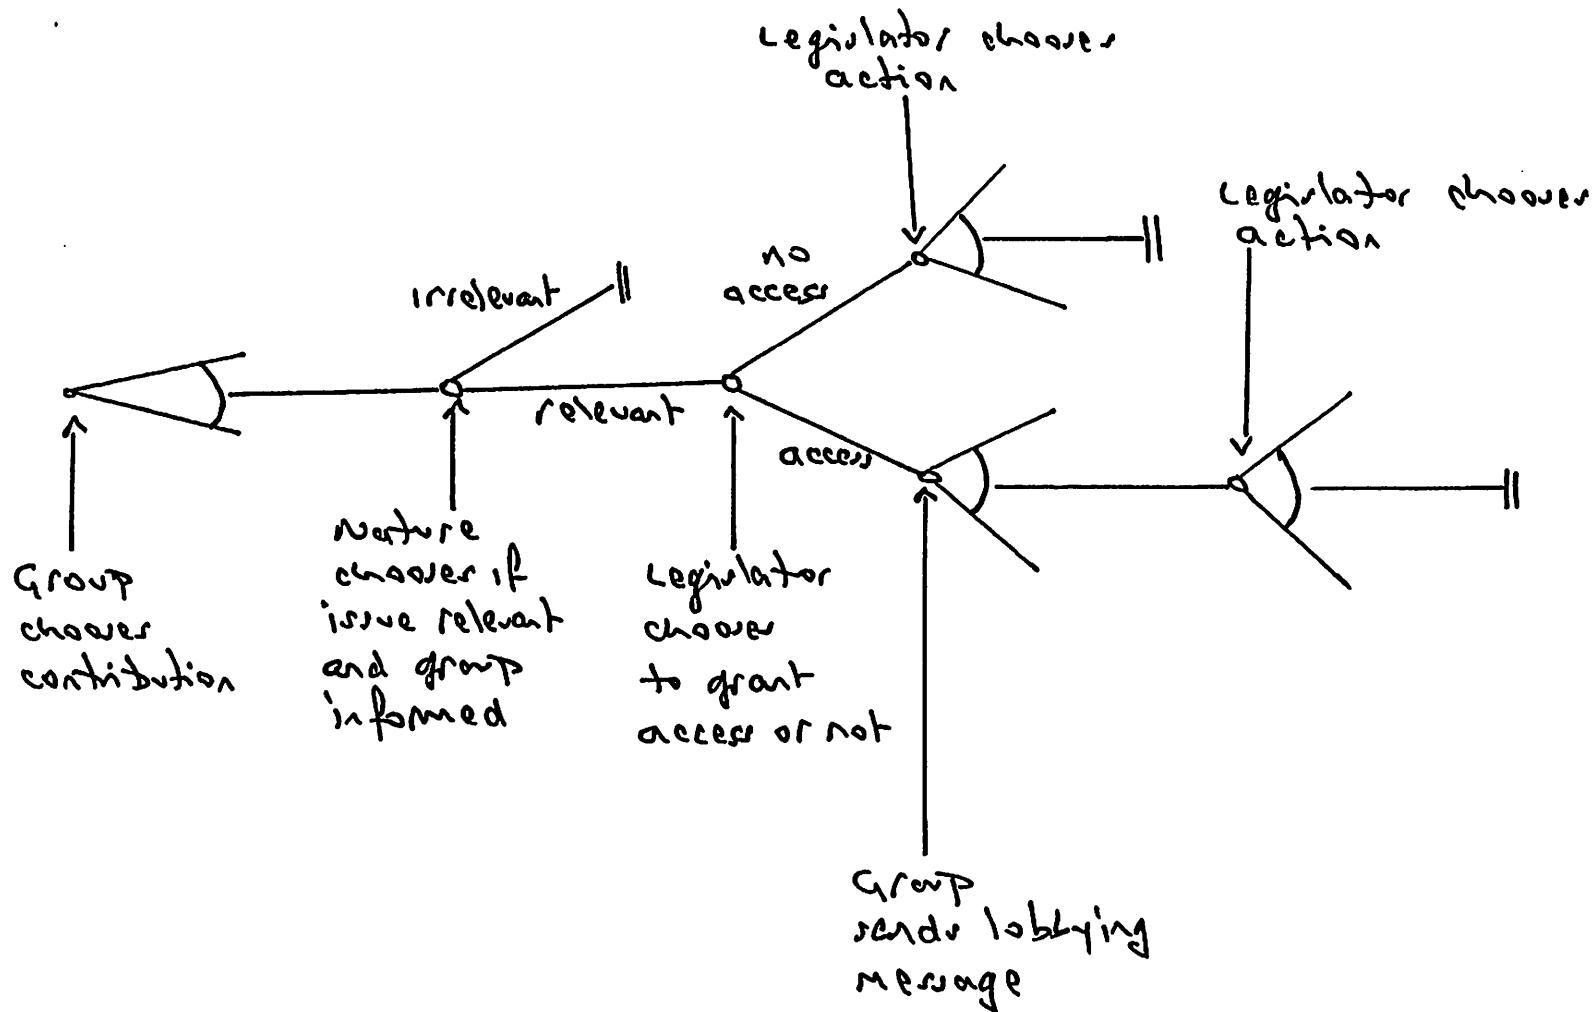 Legislator chooses
action
Legislator chooses
action
no
access
irrelevant
relevant
access
Group
chooses
contribution
Nature
chooses if
issue relevant
and group
informed
Legislator
chooses
to grant
access or not
Group
sends lobbying
message